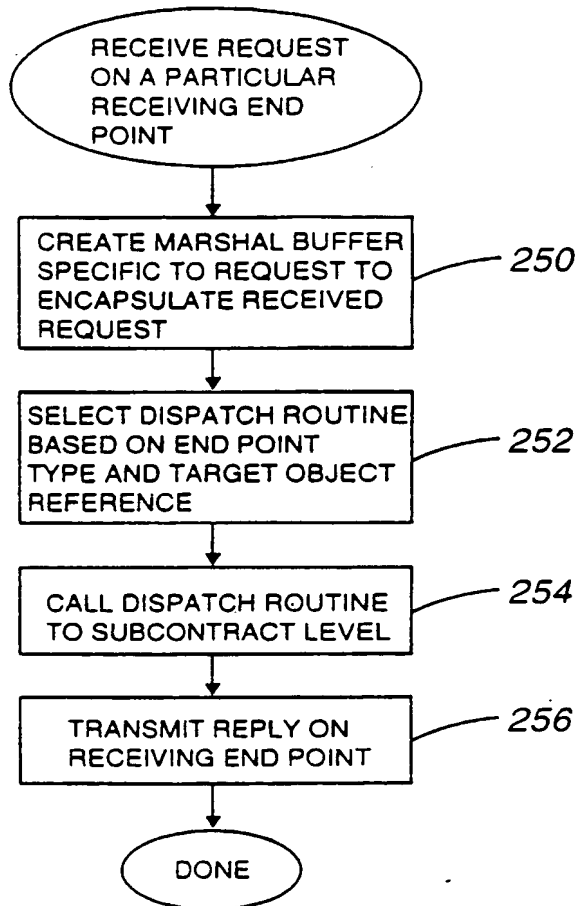 RECEIVE REQUEST
ON A PARTICULAR
RECEIVING END
POINT
CREATE MARSHAL BUFFER
SPECIFIC TO REQUEST TO
ENCAPSULATE RECEIVED
REQUEST
250
SELECT DISPATCH ROUTINE
BASED ON END POINT
TYPE AND TARGET OBJECT
REFERENCE
252
CALL DISPATCH ROUTINE
TO SUBCONTRACT LEVEL
254
TRANSMIT REPLY ON
RECEIVING END POINT
256
DONE